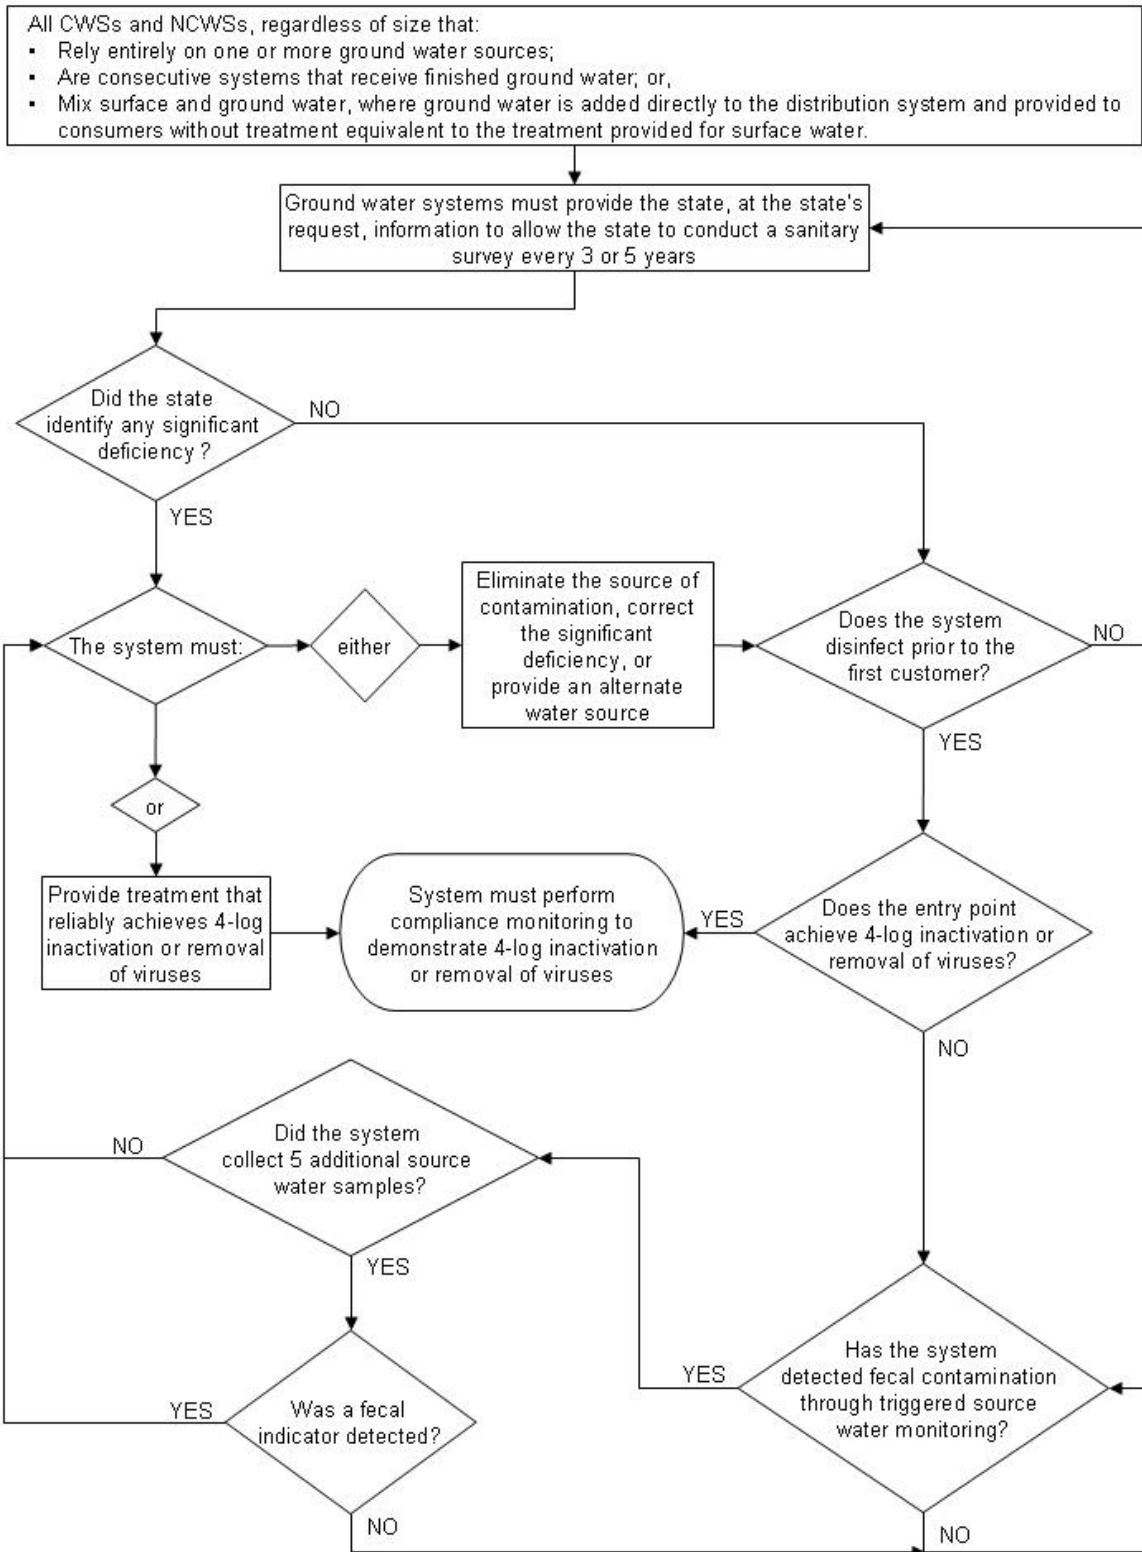 All CWSs and NCWSs, regardless of size that:
▪ Rely entirely on one or more ground water sources;
▪ Are consecutive systems that receive finished ground water; or,
▪ Mix surface and ground water, where ground water is added directly to the distribution system and provided to
consumers without treatment equivalent to the treatment provided for surface water.
Ground water systems must provide the state, at the state's
request, information to allow the state to conduct a sanitary
survey every 3 or 5 years
Did the state
identify any significant
deficiency ?
NO
YES
The system must:
either
Eliminate the source of
contamination, correct
the significant
deficiency, or
provide an alternate
water source
Does the system
disinfect prior to the
first customer?
NO
YES
or
Provide treatment that
reliably achieves 4-log
inactivation or removal
of viruses
System must perform
compliance monitoring to
demonstrate 4-log inactivation
or removal of viruses
YES
Does the entry point
achieve 4-log inactivation or
removal of viruses?
NO
Did the system
collect 5 additional source
water samples?
NO
YES
Has the system
detected fecal contamination
through triggered source
water monitoring?
YES
NO
Was a fecal
indicator detected?
YES
NO